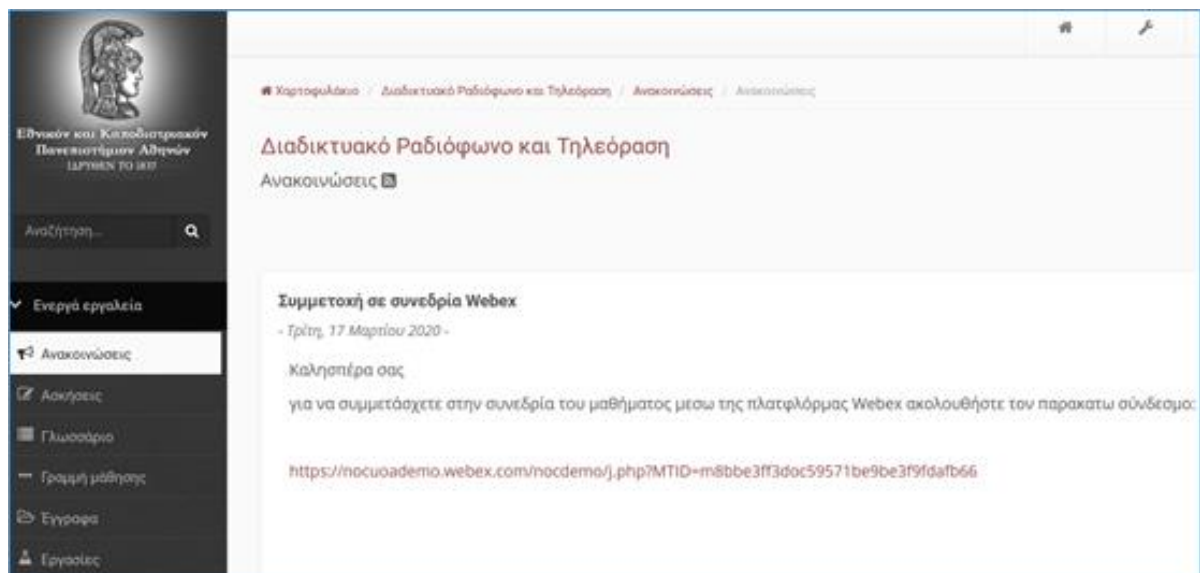 Εθνικόν και Καποδιστριακόν
Πανεπιστήμιον Αθηνών
ΙΔΡΥΘΕΝ ΤΟ 1837
Αναζήτηση...
Ενεργά εργαλεία
Ανακοινώσεις
Ασκήσεις
Γλωσσάριο
Γραμμή μάθησης
Έγγραφα
Εργασίες
Χαρτοφυλάκιο / Διαδικτυακό Ραδιόφωνο και Τηλεόραση / Ανακοινώσεις / Ανακοινώσεις
Διαδικτυακό Ραδιόφωνο και Τηλεόραση
Ανακοινώσεις
Συμμετοχή σε συνεδρία Webex
- Τρίτη, 17 Μαρτίου 2020 -
Καλησπέρα σας
για να συμμετάσχετε στην συνεδρία του μαθήματος μεσω της πλατφλόρμας Webex ακολουθήστε τον παρακατω σύνδεσμο:
https://nocuoademo.webex.com/nocdemo/j.php?MTID=m8bbe3ff3doc59571be9be3f9fdafb66